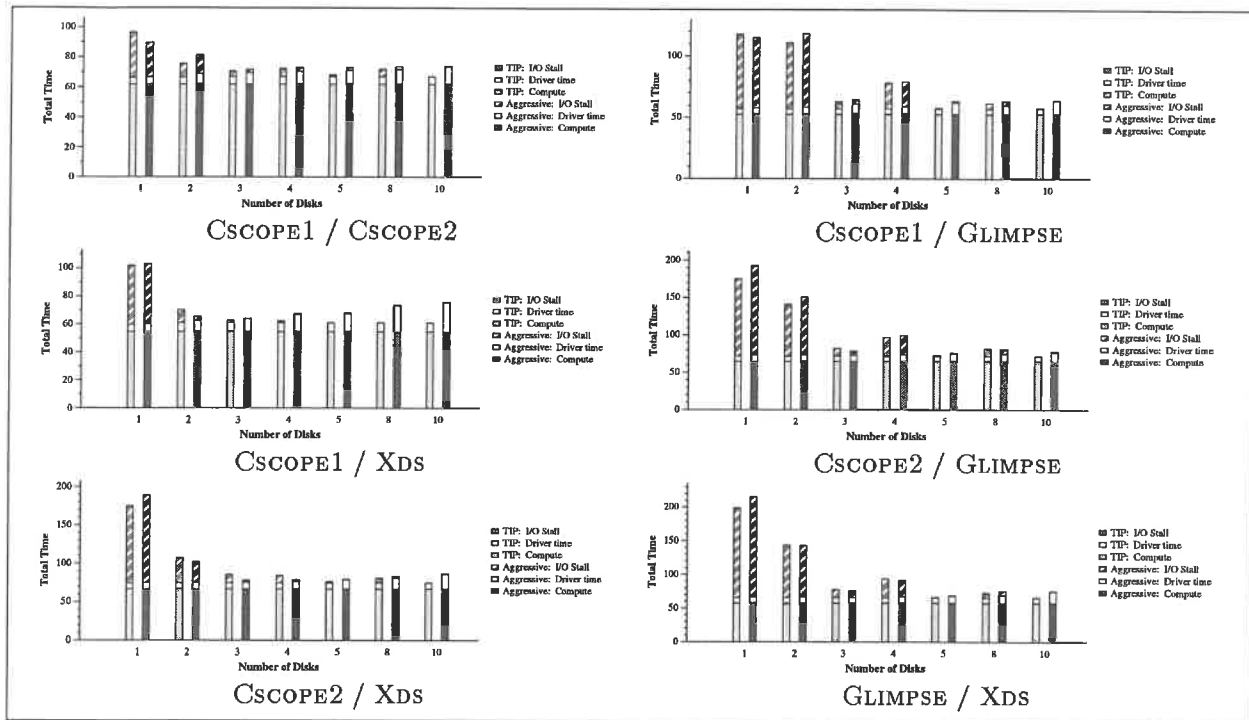 Total Time
100
80
60
40
20
0
1 2 3 4 5 8 10
Number of Disks
TIP: I/O Stall
TIP: Driver time
TIP: Compute
Aggressive: I/O Stall
Aggressive: Driver time
Aggressive: Compute
CSCOPE1 / CSCOPE2
Total Time
100
50
0
1 2 3 4 5 8 10
Number of Disks
TIP: I/O Stall
TIP: Driver time
TIP: Compute
Aggressive: I/O Stall
Aggressive: Driver time
Aggressive: Compute
CSCOPE1 / GLIMPSE
Total Time
100
80
60
40
20
0
1 2 3 4 5 8 10
Number of Disks
TIP: I/O Stall
TIP: Driver time
TIP: Compute
Aggressive: I/O Stall
Aggressive: Driver time
Aggressive: Compute
CSCOPE1 / XDS
Total Time
200
150
100
50
0
1 2 3 4 5 8 10
Number of Disks
TIP: I/O Stall
TIP: Driver time
TIP: Compute
Aggressive: I/O Stall
Aggressive: Driver time
Aggressive: Compute
CSCOPE2 / GLIMPSE
Total Time
200
150
100
50
0
1 2 3 4 5 8 10
Number of Disks
TIP: I/O Stall
TIP: Driver time
TIP: Compute
Aggressive: I/O Stall
Aggressive: Driver time
Aggressive: Compute
CSCOPE2 / XDS
Total Time
200
150
100
50
0
1 2 3 4 5 8 10
Number of Disks
TIP: I/O Stall
TIP: Driver time
TIP: Compute
Aggressive: I/O Stall
Aggressive: Driver time
Aggressive: Compute
GLIMPSE / XDS